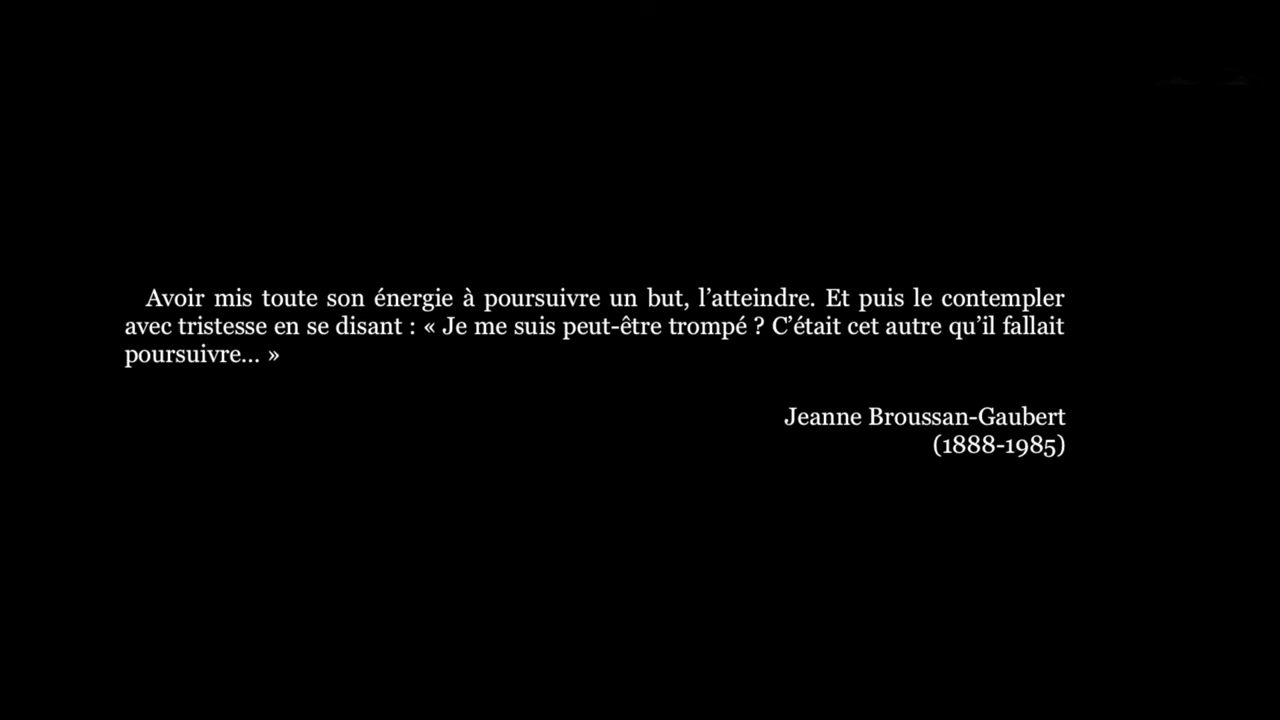 Avoir mis toute son énergie à poursuivre un but, l’atteindre. Et puis le contempler
avec tristesse en se disant : « Je me suis peut-être trompé ? C’était cet autre qu’il fallait
poursuivre... »
Jeanne Broussan-Gaubert
(1888-1985)